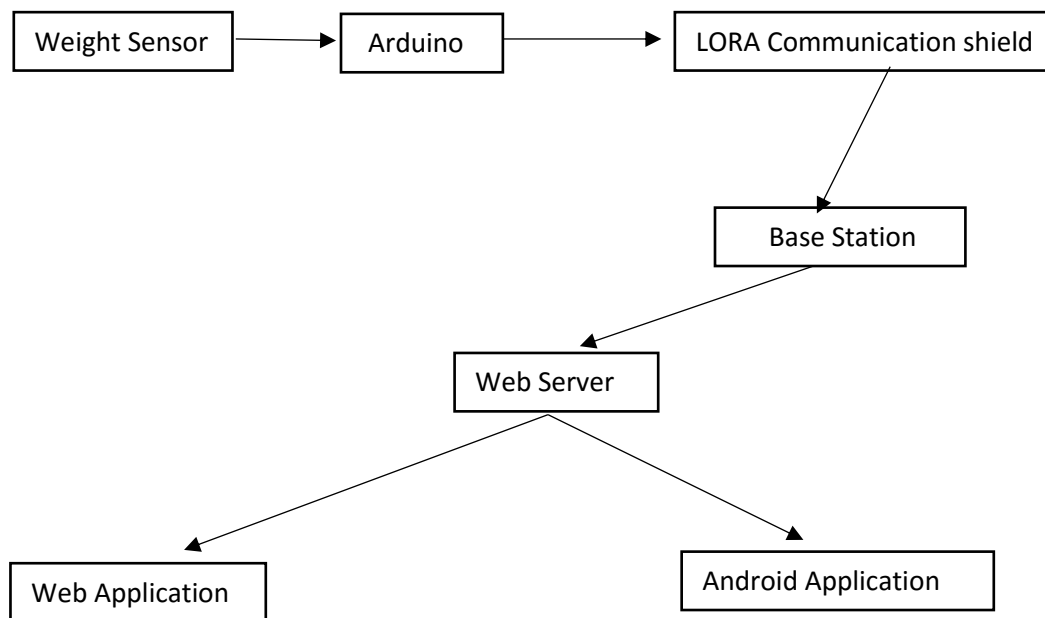 Weight Sensor
Arduino
LORA Communication shield
Base Station
Web Server
Web Application
Android Application